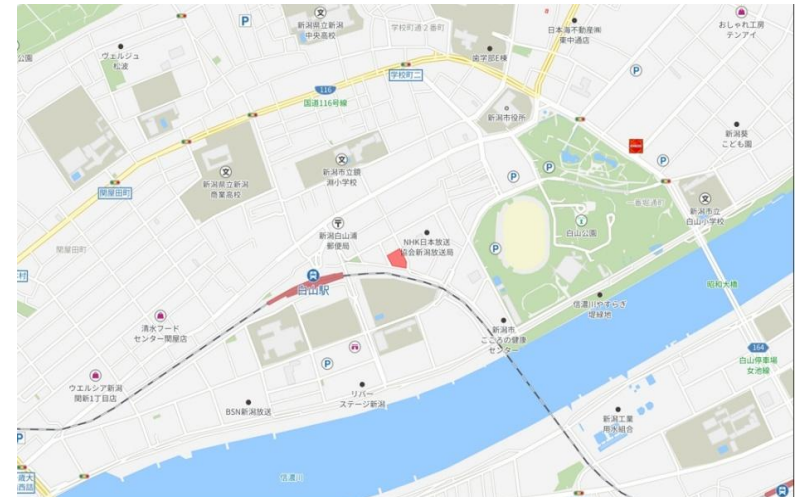 新潟県立新潟
中央高校
学校町通2番町
日本海不動産㈱
東中通店
おしゃれ工房
テンアイ
公園
ヴェルジュ
松波
歯学部E棟
学校町二
116
国道116号線
新潟市役所
新潟葵
こども園
関屋田町
新潟県立新潟
商業高校
新潟市立鏡
淵小学校
一番堀通町
新潟市立
白山小学校
白山公園
新潟白山浦
郵便局
NHK日本放送
協会新潟放送局
関屋田町
白山駅
昭和大橋
信濃川やすらぎ
堤緑地
清水フード
センター関屋店
新潟市
こころの健康
センター
164
白山停車場
女池線
ウエルシア新潟
関新1丁目店
BSN新潟放送
リバー
ステージ新潟
新潟工業
用水組合
信濃川